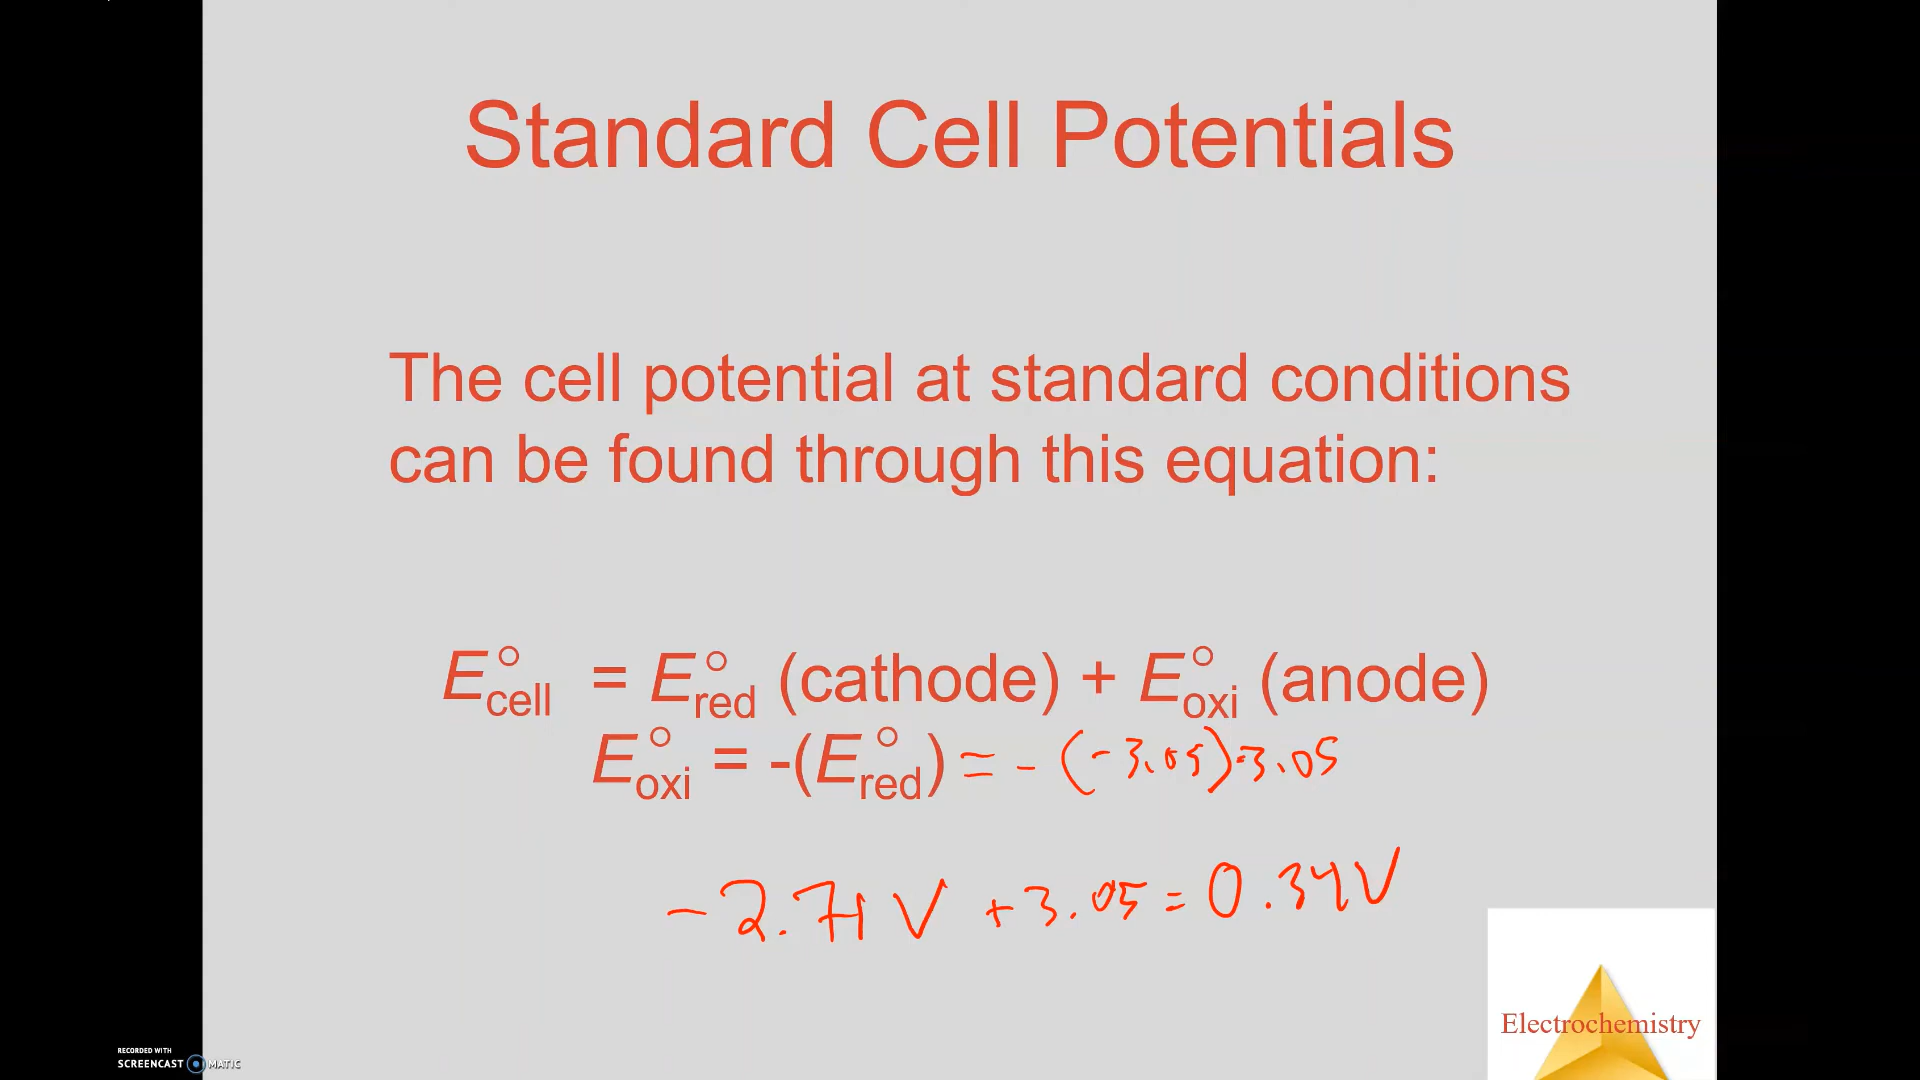 Standard Cell Potentials
The cell potential at standard conditions
can be found through this equation:
E°cell = E°red (cathode) + E°oxi (anode)
E°oxi = -(E°red) = - (-3.05) = 3.05
-2.71 V + 3.05 = 0.34 V
Electrochemistry
RECORDED WITH
SCREENCAST MATIC